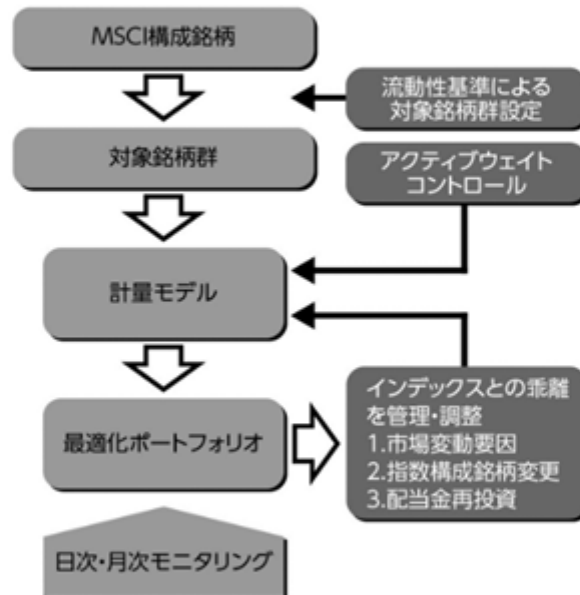 MSCI構成銘柄
流動性基準による
対象銘柄群設定
対象銘柄群
アクティブウェイト
コントロール
計量モデル
最適化ポートフォリオ
インデックスとの乖離
を管理・調整
1.市場変動要因
2.指数構成銘柄変更
3.配当金再投資
日次・月次モニタリング